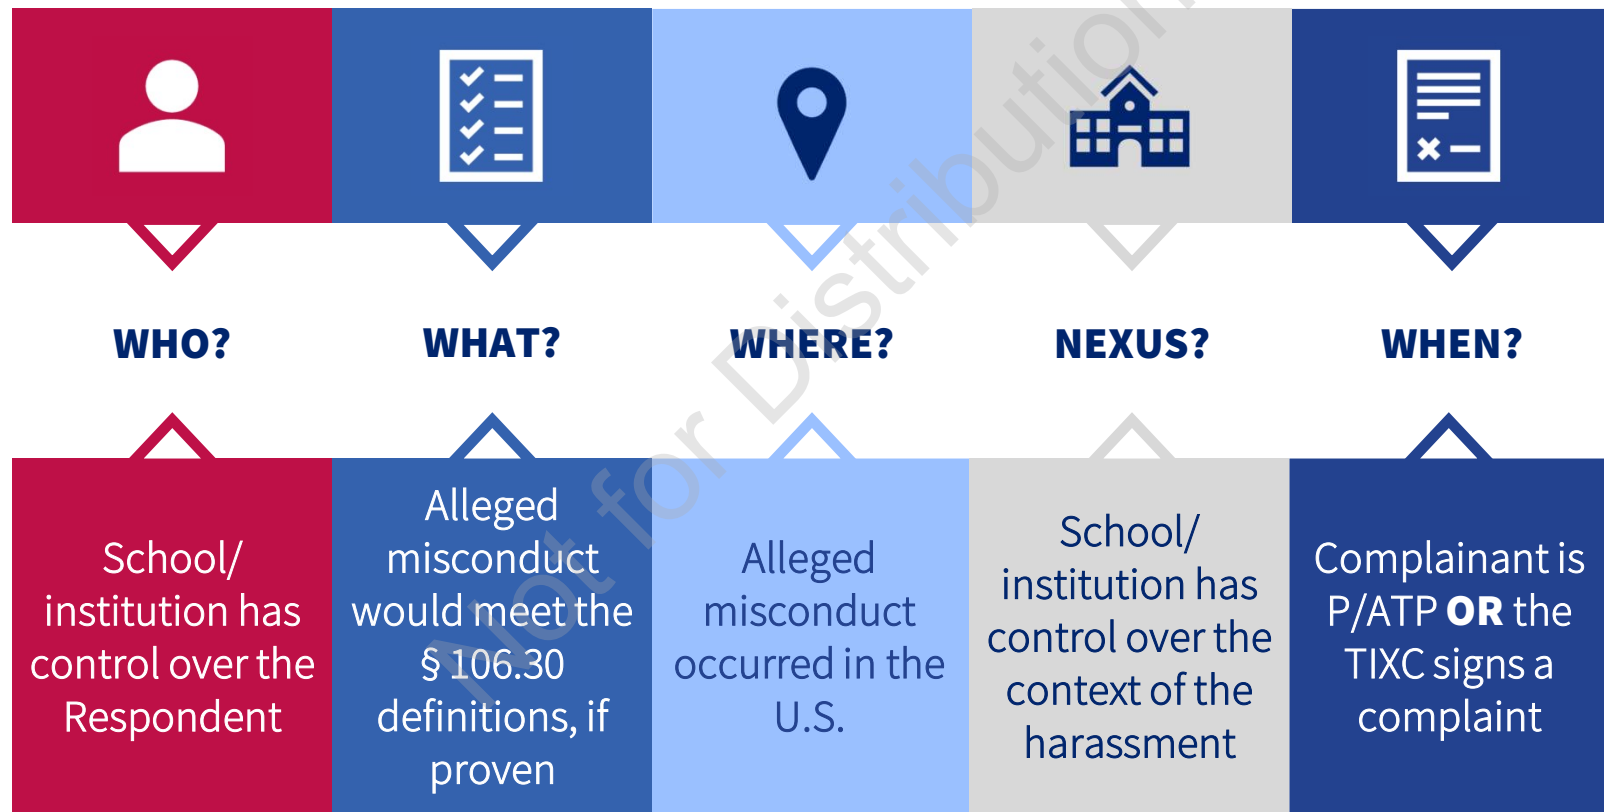 WHO?
WHAT?
WHERE?
NEXUS?
WHEN?
School/
institution has
control over the
Respondent
Alleged
misconduct
would meet the
§ 106.30
definitions, if
proven
Alleged
misconduct
occurred in the
U.S.
School/
institution has
control over the
context of the
harassment
Complainant is
P/ATP OR the
TIXC signs a
complaint
Not for Distribution